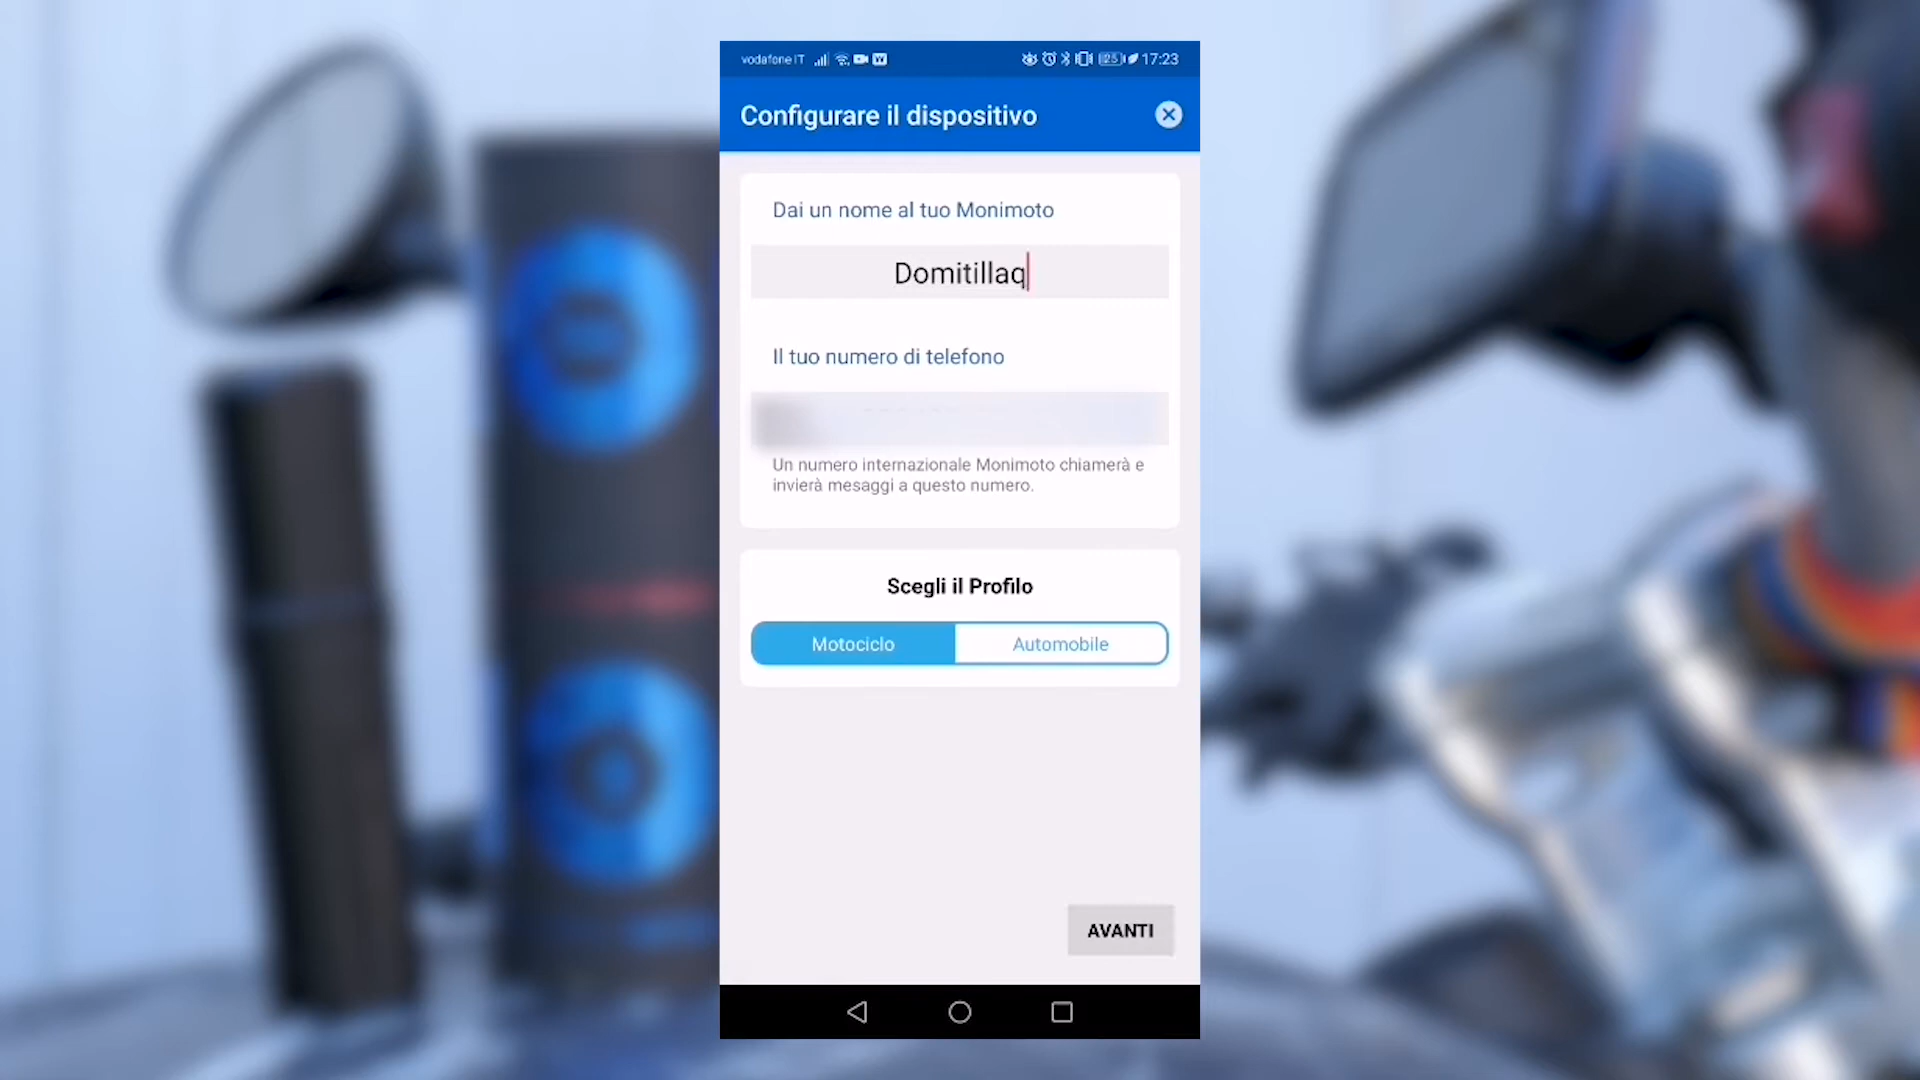 vodafone IT 17:23
Configurare il dispositivo
Dai un nome al tuo Monimoto
Domitillaq
Il tuo numero di telefono
Un numero internazionale Monimoto chiamerà e
invierà mesaggi a questo numero.
Scegli il Profilo
Motociclo Automobile
AVANTI